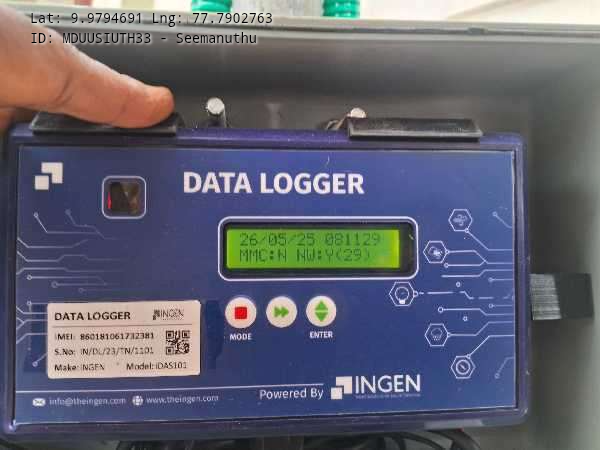 Lat: 9.9794691 Lng: 77.7902763
ID: MDUUSIUTH33 - Seemanuthu
DATA LOGGER
26/05/25 081129
MMC:N NW:Y(29)
DATA LOGGER INGEN
IMEI: 860181061732381
S.No: IN/DL/23/TN/1101
Make: INGEN Model: iDAS101
MODE
ENTER
info@theingen.com www.theingen.com
Powered By INGEN